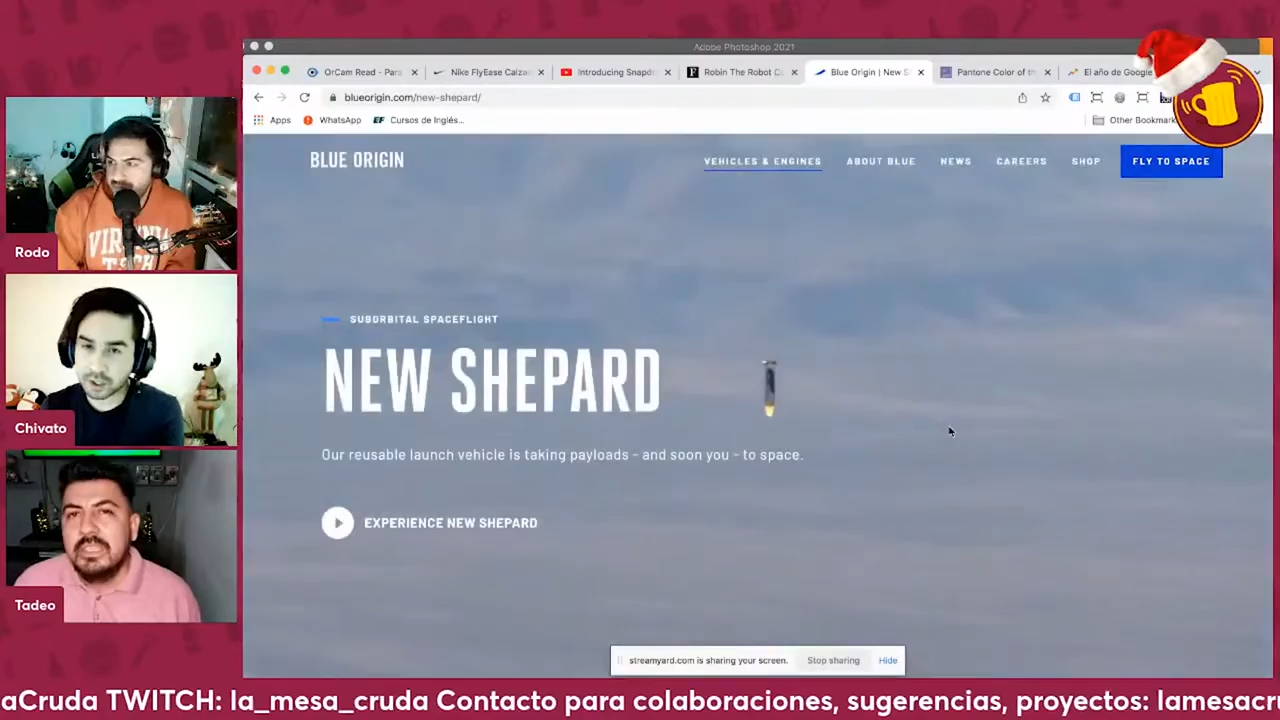 Adobe Photoshop 2021
OrCam Read - Para
Nike FlyEase Calza
Introducing Snapd
Robin The Robot C
Blue Origin | New S
Pantone Color of th
El año de Google
blueorigin.com/new-shepard/
Apps
WhatsApp
EF Cursos de Inglés...
Other Bookmark
BLUE ORIGIN
VEHICLES & ENGINES
ABOUT BLUE
NEWS
CAREERS
SHOP
FLY TO SPACE
VIRGINIA
TECH
Rodo
SUBORBITAL SPACEFLIGHT
NEW SHEPARD
Chivato
Our reusable launch vehicle is taking payloads - and soon you - to space.
EXPERIENCE NEW SHEPARD
Tadeo
streamyard.com is sharing your screen.
Stop sharing
Hide
aCruda TWITCH: la_mesa_cruda Contacto para colaboraciones, sugerencias, proyectos: lamesacru